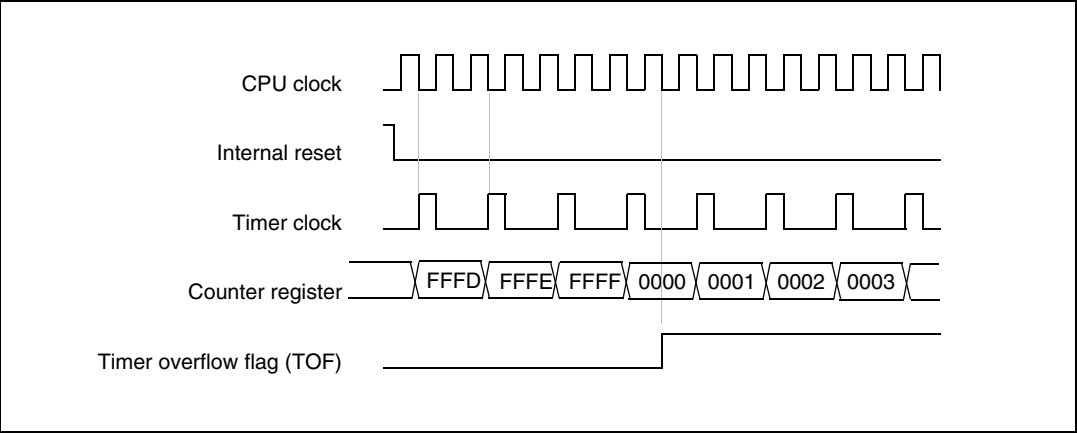 CPU clock
Internal reset
Timer clock
Counter register FFFD FFFE FFFF 0000 0001 0002 0003
Timer overflow flag (TOF)